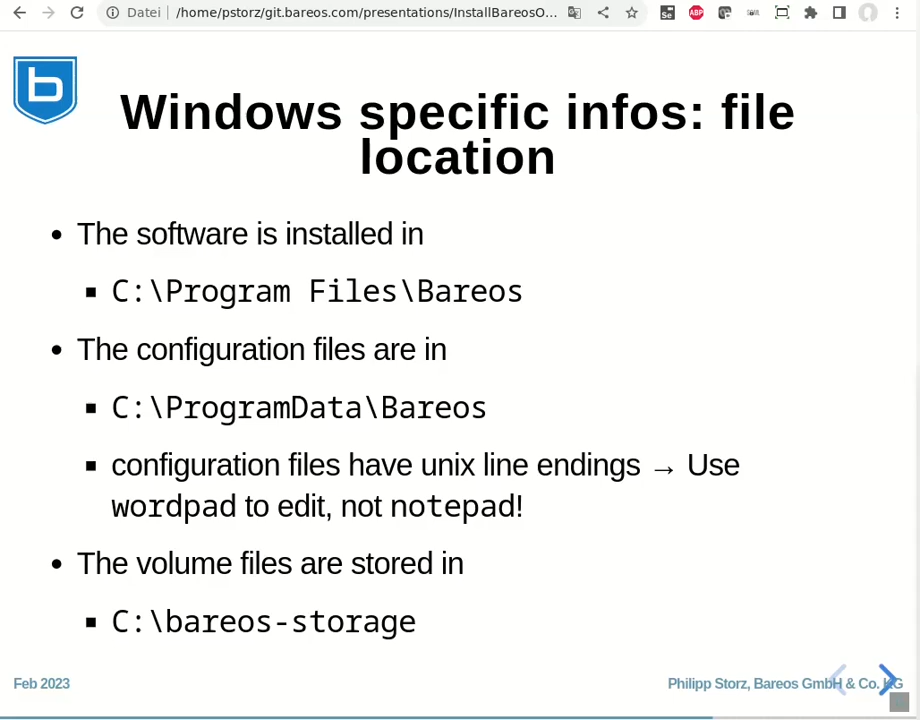 Datei
/home/pstorz/git.bareos.com/presentations/InstallBareosO...
Se
ABP
b
Windows specific infos: file
location
The software is installed in
C:\Program Files\Bareos
The configuration files are in
C:\ProgramData\Bareos
configuration files have unix line endings → Use
wordpad to edit, not notepad!
The volume files are stored in
C:\bareos-storage
Feb 2023
Philipp Storz, Bareos GmbH & Co. KG